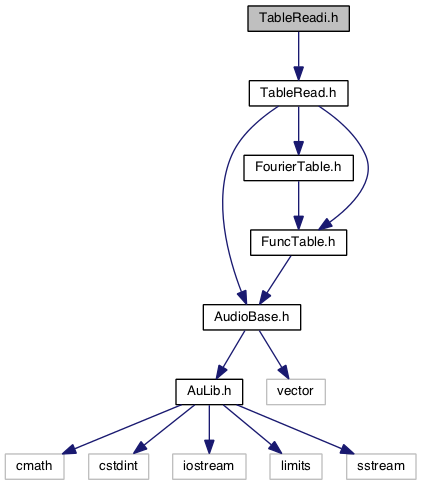 TableReadi.h
TableRead.h
FourierTable.h
FuncTable.h
AudioBase.h
AuLib.h
vector
cmath
cstdint
iostream
limits
sstream